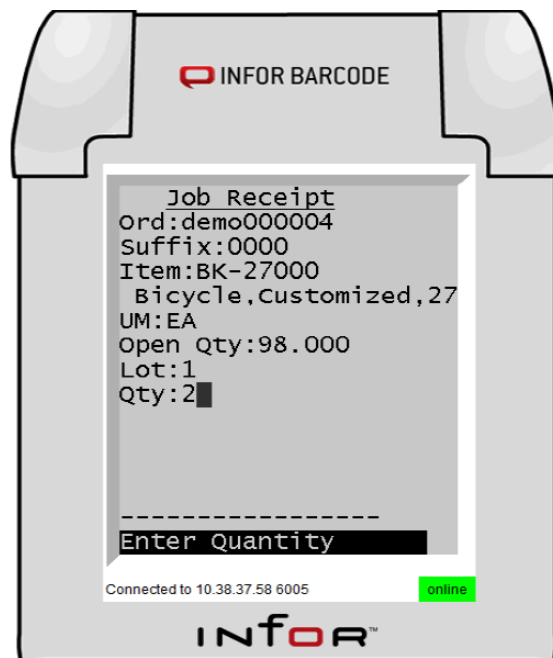 INFOR BARCODE
Job Receipt
Ord:demo000004
Suffix:0000
Item:BK-27000
Bicycle,Customized,27
UM:EA
Open Qty:98.000
Lot:1
Qty:2
-----------------
Enter Quantity
Connected to 10.38.37.58 6005 online
infor™